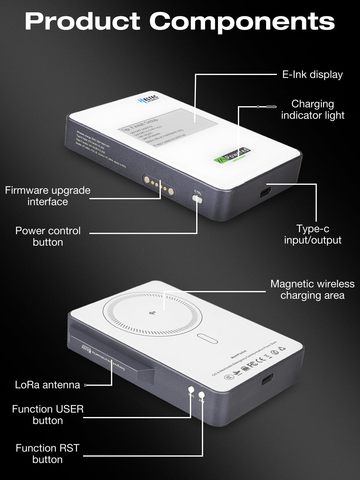 Product Components
E-Ink display
Charging
indicator light
Firmware upgrade
interface
Power control
button
Type-c
input/output
Magnetic wireless
charging area
LoRa antenna
Function USER
button
Function RST
button